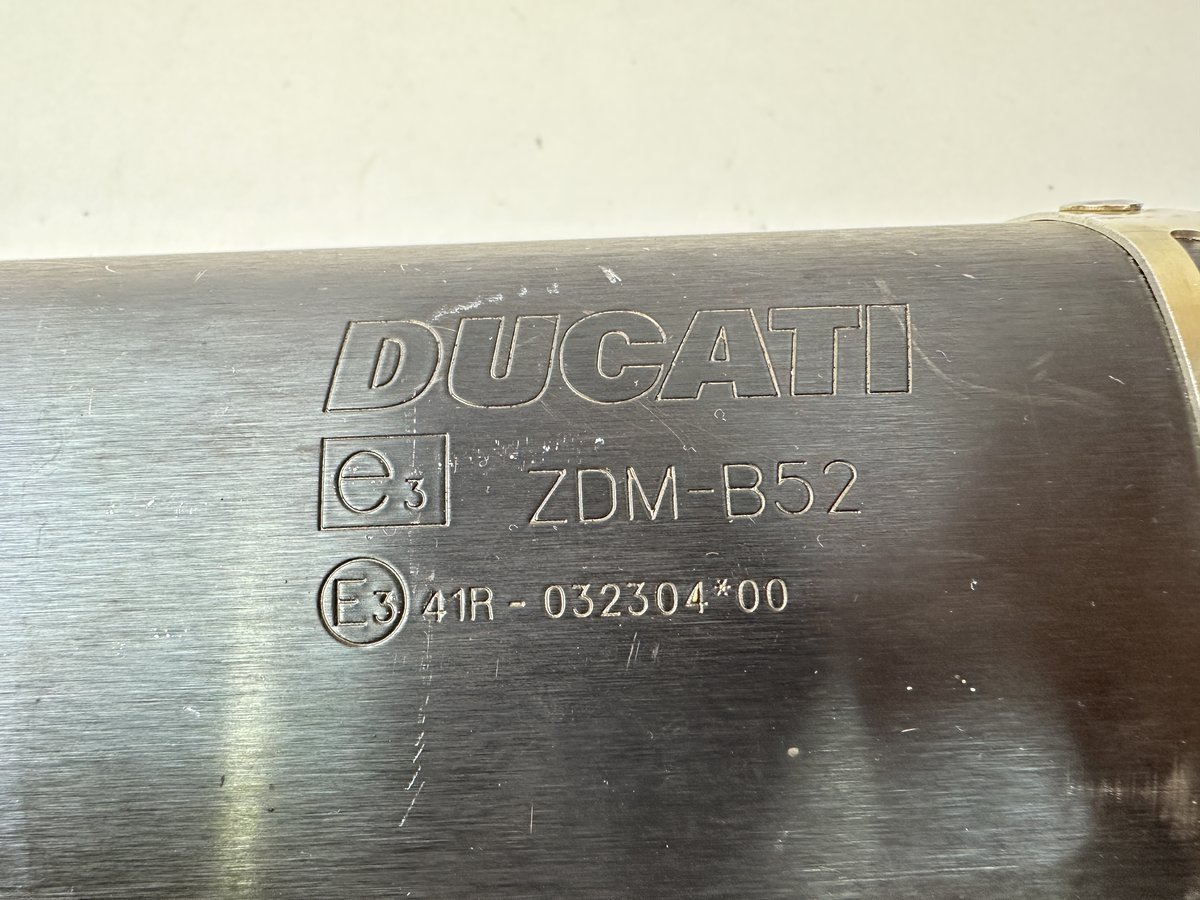 DUCATI
e3 ZDM-B52
E3 41R - 032304*00